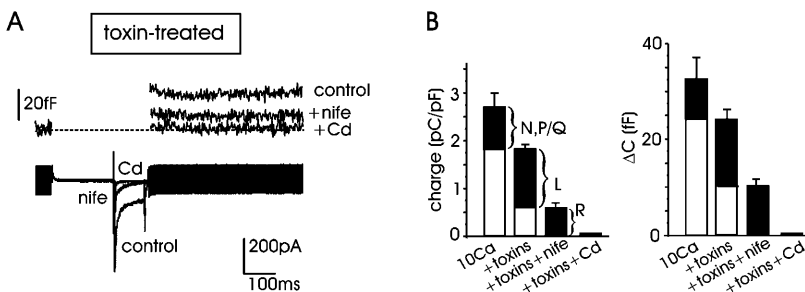 A
toxin-treated
20fF
control
+nife
+Cd
Cd
nife
control
200pA
100ms
B
charge (pC/pF)
3
2
1
0
N,P/Q
L
R
10Ca
+toxins
+toxins+nife
+toxins+Cd
ΔC (fF)
40
20
0
10Ca
+toxins
+toxins+nife
+toxins+Cd